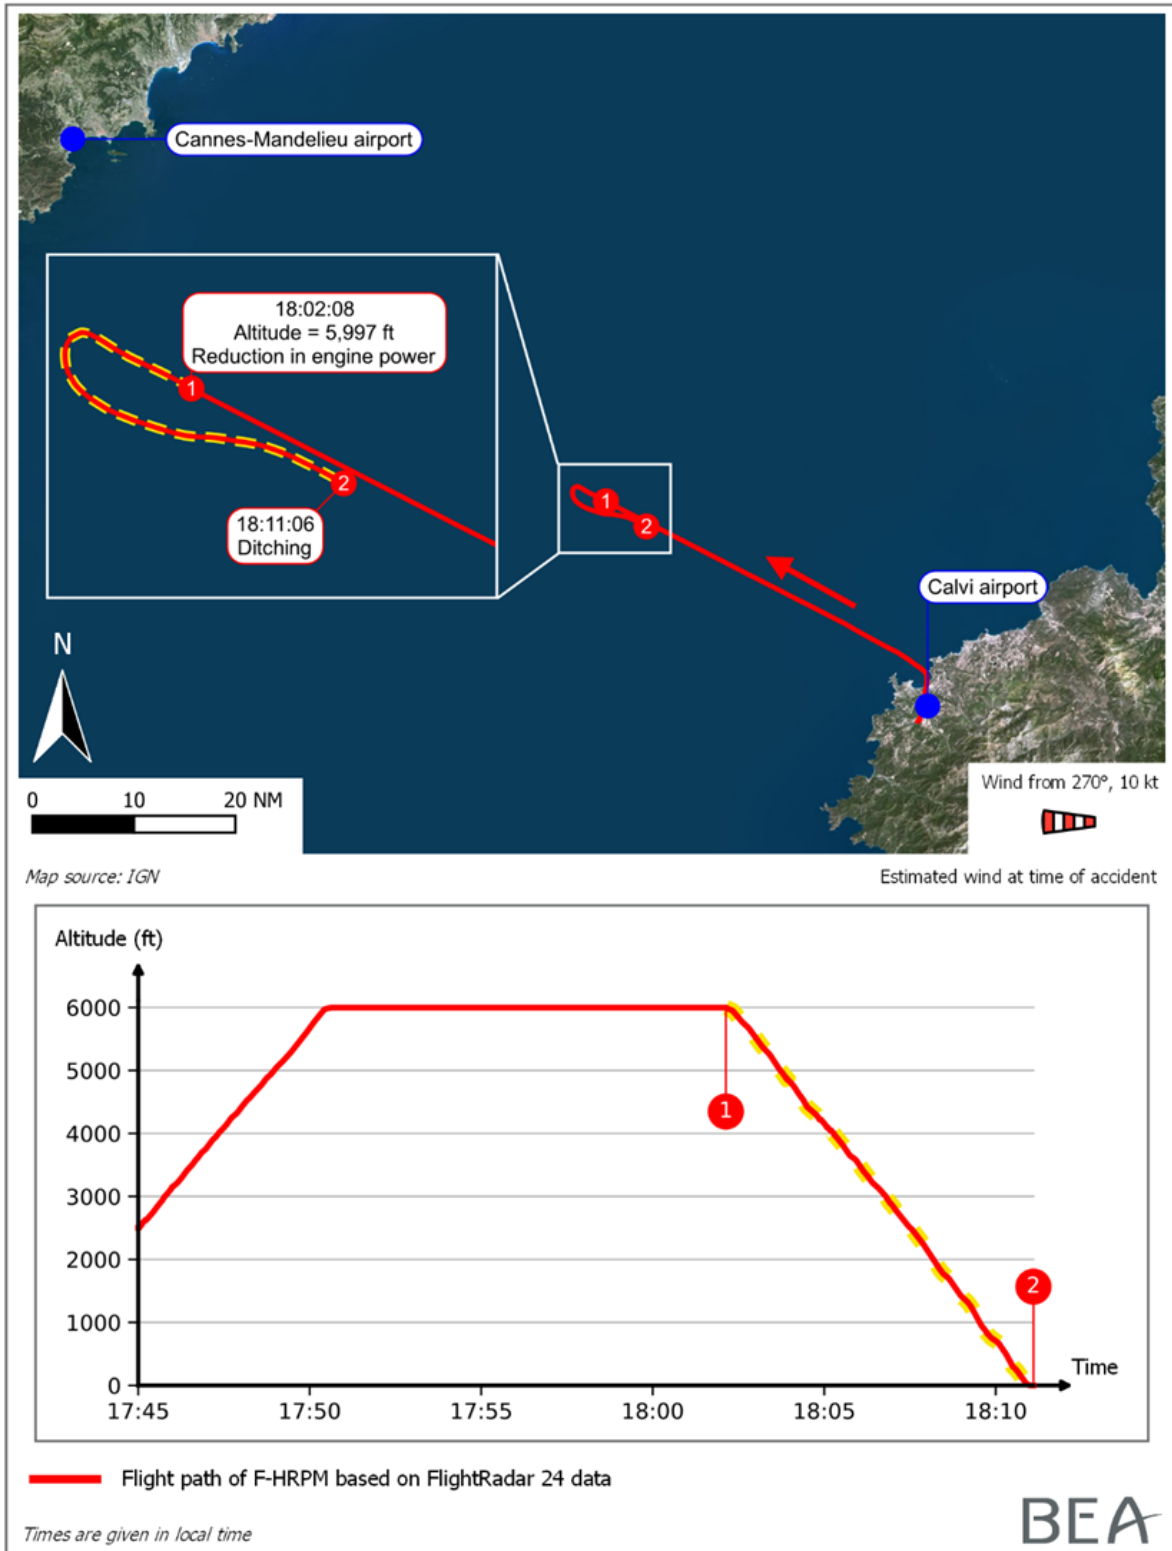 Cannes-Mandelieu airport
18:02:08
Altitude = 5,997 ft
Reduction in engine power
1
2
18:11:06
Ditching
1
2
Calvi airport
N
0 10 20 NM
Wind from 270°, 10 kt
Map source: IGN
Estimated wind at time of accident
Altitude (ft)
6000
5000
4000
3000
2000
1000
0
1
2
Time
17:45 17:50 17:55 18:00 18:05 18:10
Flight path of F-HRPM based on FlightRadar 24 data
Times are given in local time
BEA